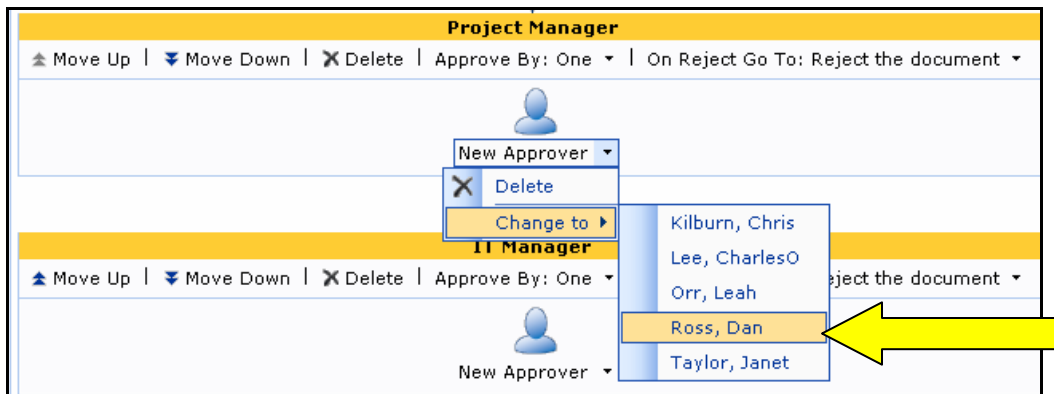 Project Manager
Move Up | Move Down | Delete | Approve By: One | On Reject Go To: Reject the document
New Approver
Delete
Change to
Kilburn, Chris
Lee, CharlesO
Orr, Leah
Ross, Dan
Taylor, Janet
IT Manager
Move Up | Move Down | Delete | Approve By: One | ject the document
New Approver